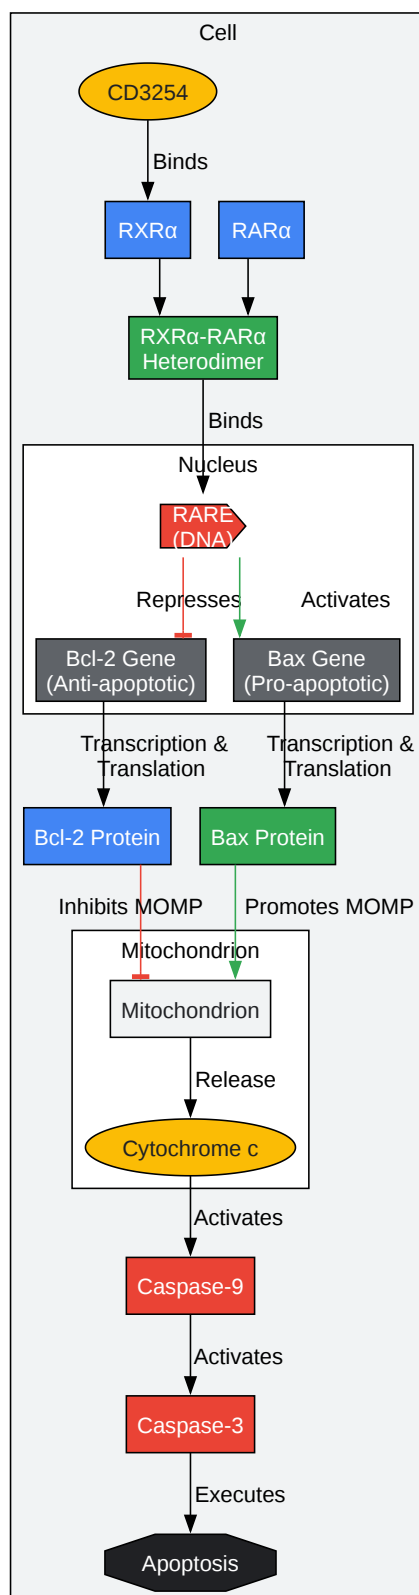 Cell
CD3254
Binds
RXRα
RARα
RXRα-RARα
Heterodimer
Binds
Nucleus
RARE
(DNA)
Represses
Activates
Bcl-2 Gene
(Anti-apoptotic)
Bax Gene
(Pro-apoptotic)
Transcription &
Translation
Transcription &
Translation
Bcl-2 Protein
Bax Protein
Inhibits MOMP
Promotes MOMP
Mitochondrion
Mitochondrion
Release
Cytochrome c
Activates
Caspase-9
Activates
Caspase-3
Executes
Apoptosis